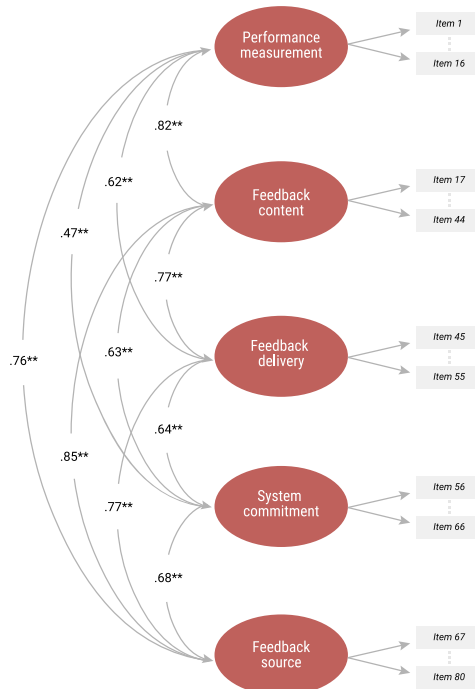 Performance
measurement
Item 1
Item 16
.82**
.62**
Feedback
content
Item 17
Item 44
.47**
.77**
Feedback
delivery
Item 45
Item 55
.63**
.76**
.64**
.85**
System
commitment
Item 56
Item 66
.77**
.68**
Feedback
source
Item 67
Item 80